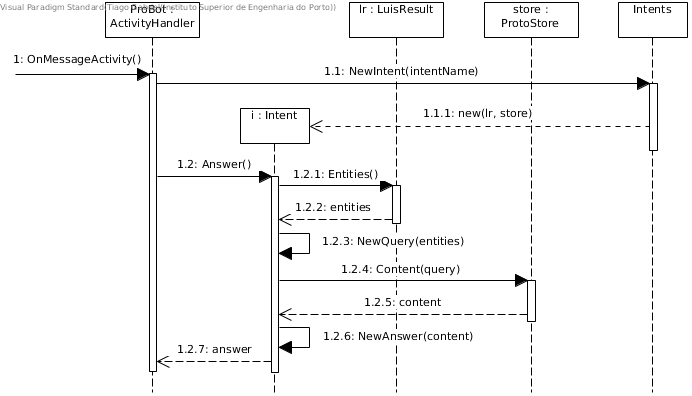 Visual Paradigm Standard(Tiago (Instituto Superior de Engenharia do Porto))
ProBot :
ActivityHandler
lr : LuisResult
store :
ProtoStore
Intents
1: OnMessageActivity()
1.1: NewIntent(intentName)
i : Intent
1.1.1: new(lr, store)
1.2: Answer()
1.2.1: Entities()
1.2.2: entities
1.2.3: NewQuery(entities)
1.2.4: Content(query)
1.2.5: content
1.2.6: NewAnswer(content)
1.2.7: answer